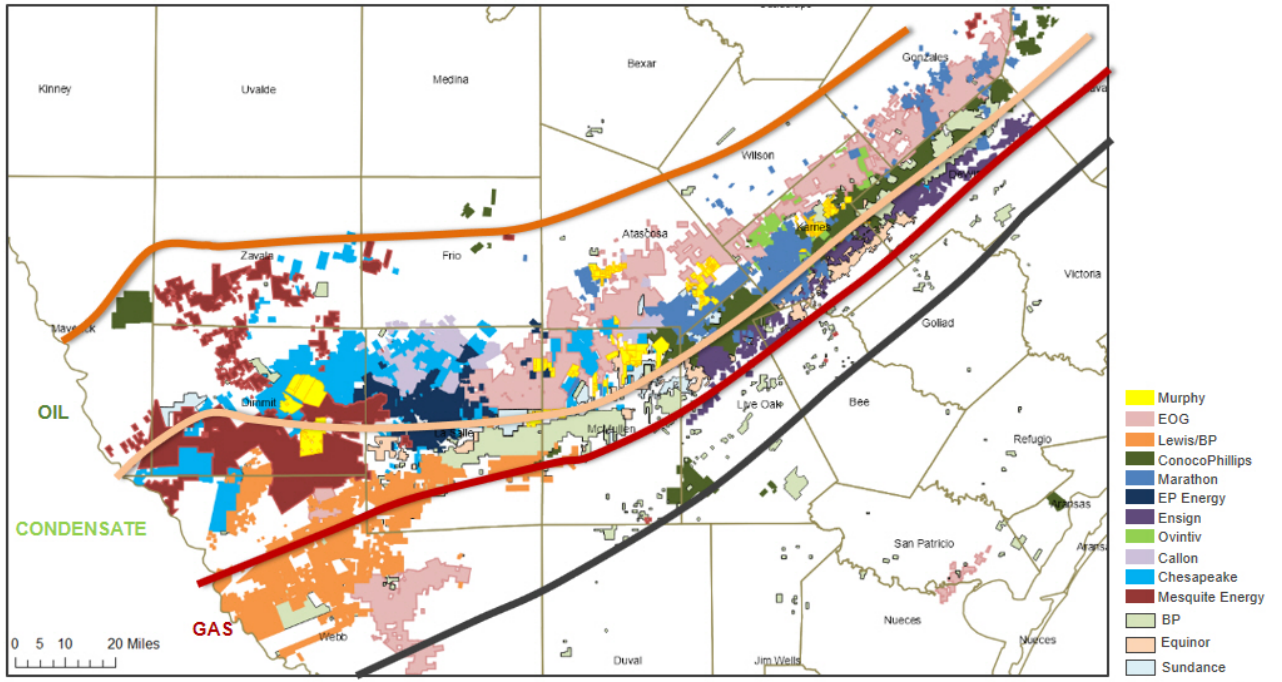 Gonzales
Bexar
Medina
Kinney
Uvalde
Wilson
Karnes
Atascosa
Zavala
Frio
Victoria
Maverick
Goliad
Dimmit
OIL
Live Oak
Bee
La Salle
McMullen
Refugio
Aransas
CONDENSATE
San Patricio
Nueces
GAS
Webb
Nueces
Duval
Jim Wells
0 5 10 20 Miles
Murphy
EOG
Lewis/BP
ConocoPhillips
Marathon
EP Energy
Ensign
Ovintiv
Callon
Chesapeake
Mesquite Energy
BP
Equinor
Sundance